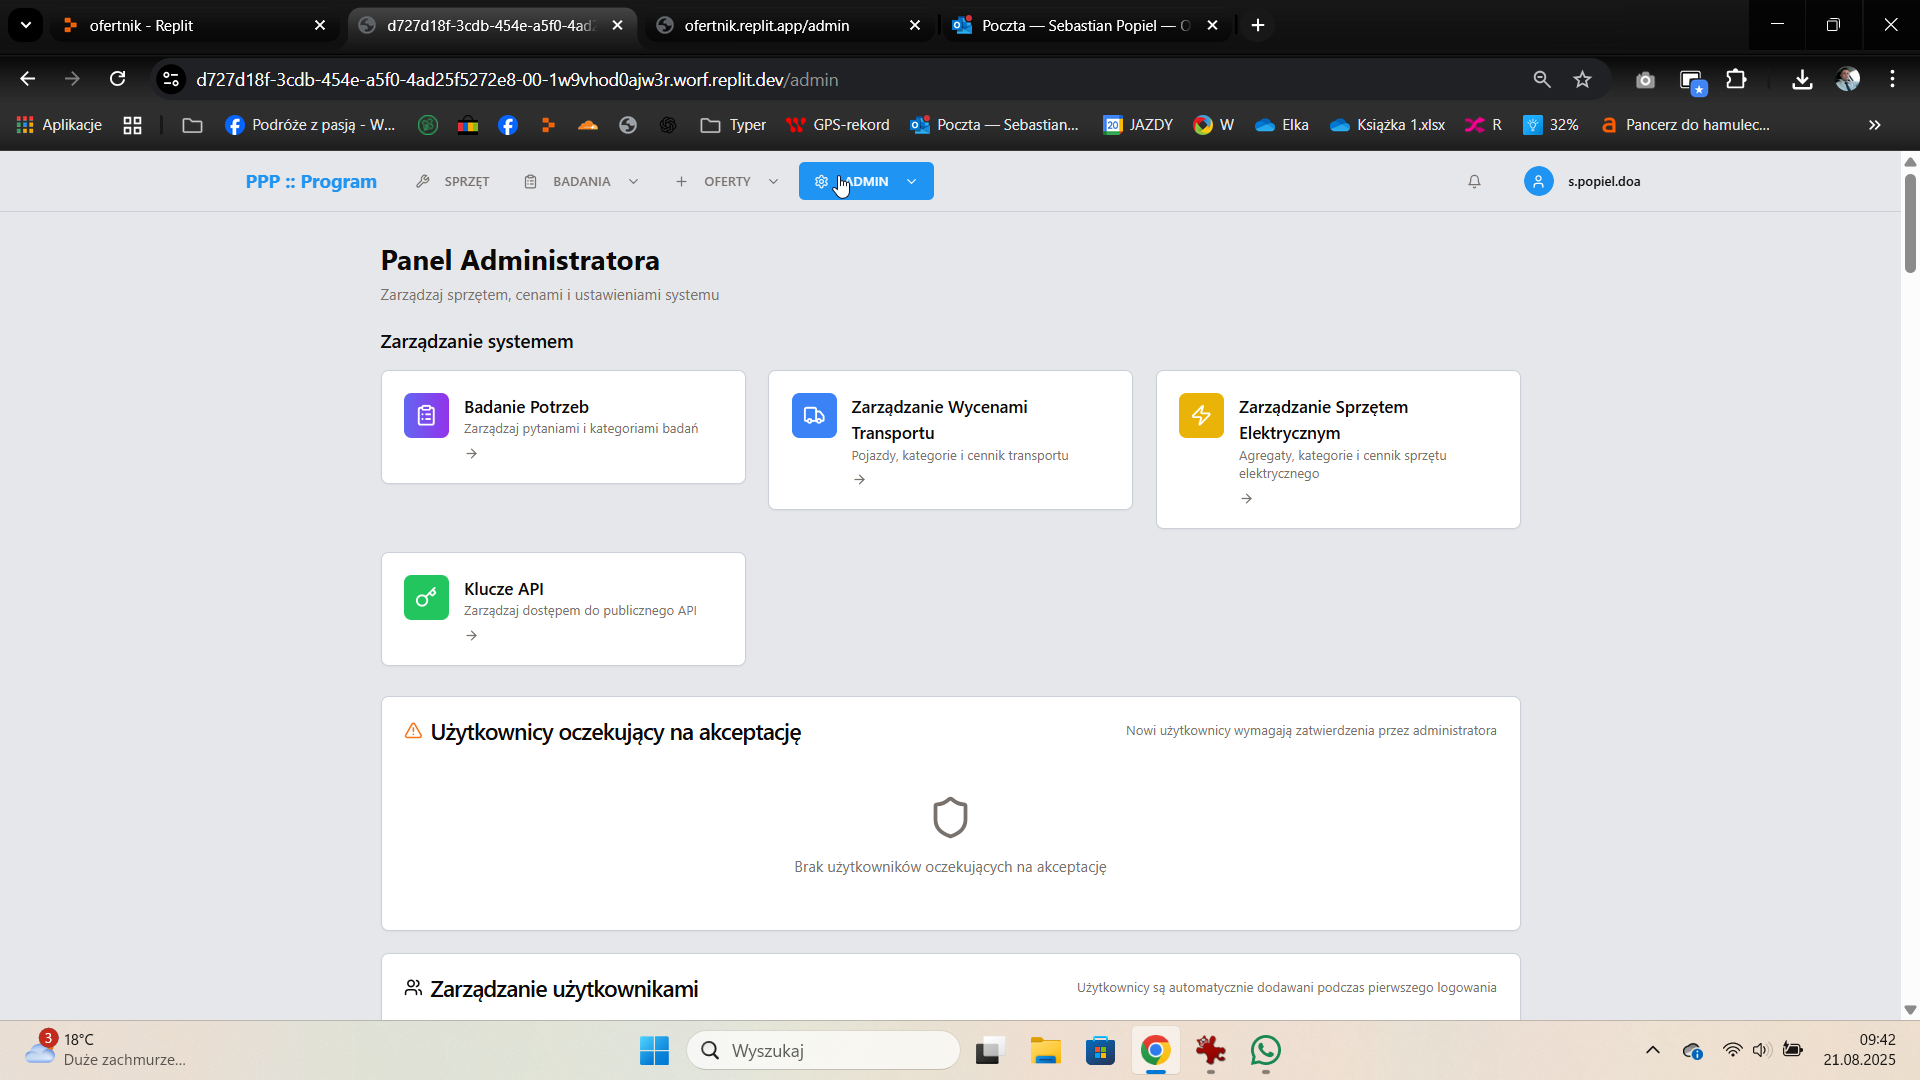 ofertnik - Replit
d727d18f-3cdb-454e-a5f0-4ad2
ofertnik.replit.app/admin
Poczta — Sebastian Popiel — O
d727d18f-3cdb-454e-a5f0-4ad25f5272e8-00-1w9vhod0ajw3r.worf.replit.dev/admin
Aplikacje
Podróże z pasją - W...
Typer
GPS-rekord
Poczta — Sebastian...
20
JAZDY
W
Elka
Książka 1.xlsx
R
32%
Pancerz do hamulec...
PPP :: Program
SPRZĘT
BADANIA
OFERTY
ADMIN
s.popiel.doa
Panel Administratora
Zarządzaj sprzętem, cenami i ustawieniami systemu
Zarządzanie systemem
Badanie Potrzeb
Zarządzaj pytaniami i kategoriami badań
Zarządzanie Wycenami
Transportu
Pojazdy, kategorie i cennik transportu
Zarządzanie Sprzętem
Elektrycznym
Agregaty, kategorie i cennik sprzętu
elektrycznego
Klucze API
Zarządzaj dostępem do publicznego API
Użytkownicy oczekujący na akceptację
Nowi użytkownicy wymagają zatwierdzenia przez administratora
Brak użytkowników oczekujących na akceptację
Zarządzanie użytkownikami
Użytkownicy są automatycznie dodawani podczas pierwszego logowania
3
18°C
Duże zachmurze...
Wyszukaj
09:42
21.08.2025